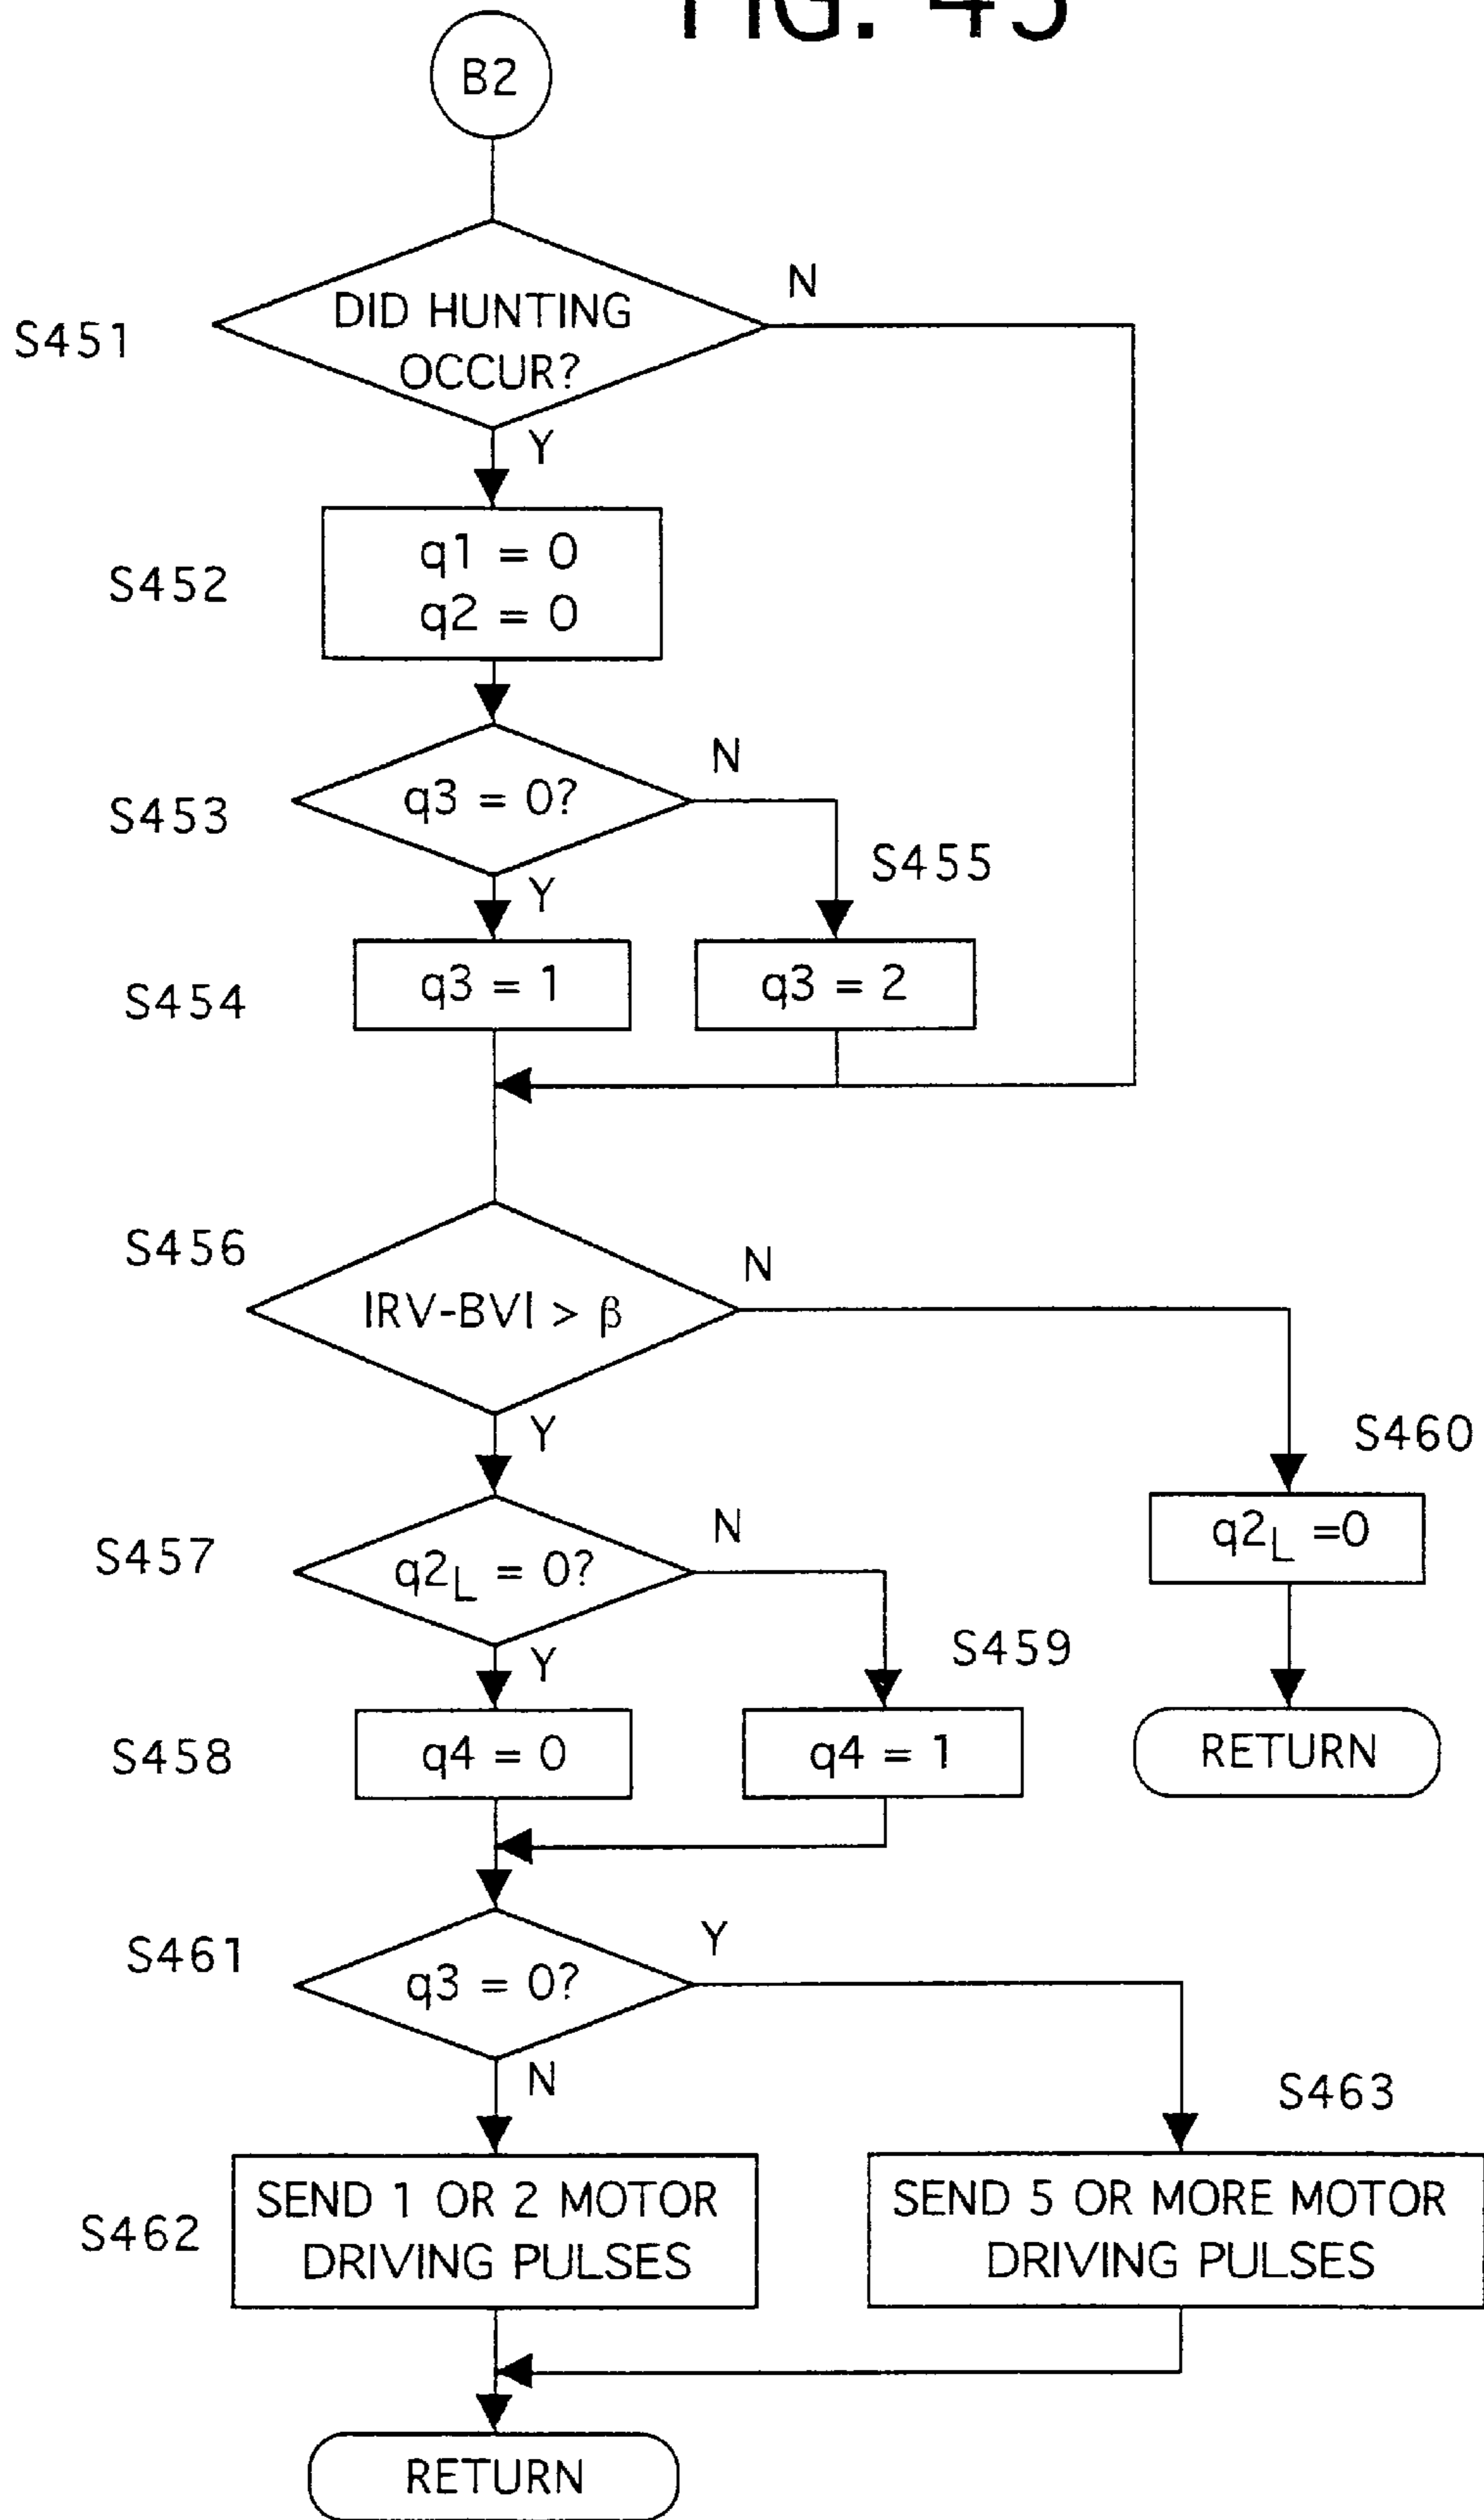 FIG. 45
B2
N
DID HUNTING
OCCUR?
S451
Y
q1 = 0
q2 = 0
S452
N
q3 = 0?
S453
S455
Y
q3 = 1
q3 = 2
S454
S456
N
|RV-BV| > β
S460
Y
q2L =0
N
S457
q2L = 0?
S459
Y
q4 = 0
q4 = 1
RETURN
S458
Y
S461
q3 = 0?
N
S463
SEND 1 OR 2 MOTOR
DRIVING PULSES
SEND 5 OR MORE MOTOR
DRIVING PULSES
S462
RETURN